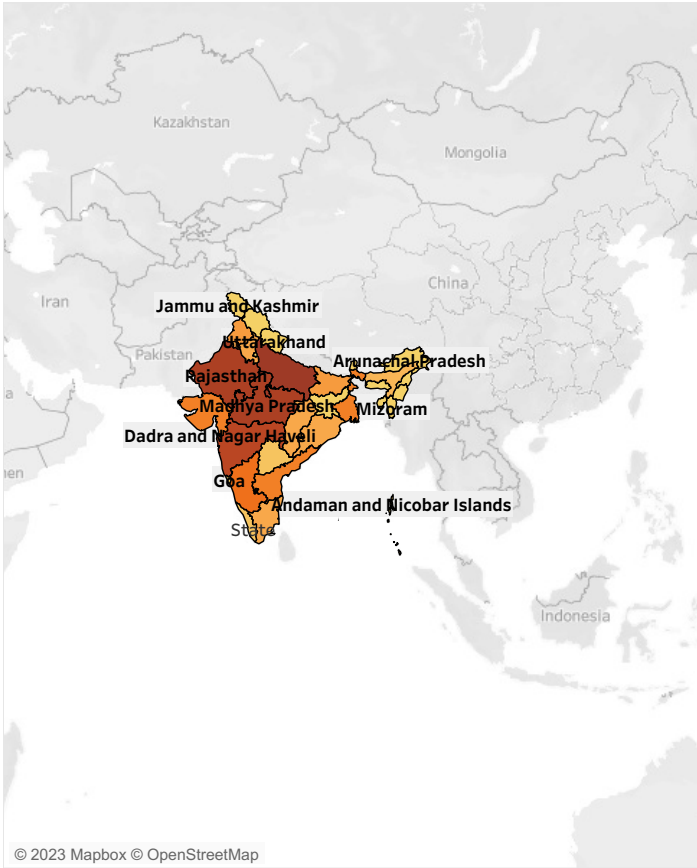 Kazakhstan
Mongolia
China
Iran
Jammu and Kashmir
Uttarakhand
Pakistan
Arunachal Pradesh
Rajasthan
Madhya Pradesh
Mizoram
Dadra and Nagar Haveli
Goa
Andaman and Nicobar Islands
State
Indonesia
© 2023 Mapbox © OpenStreetMap